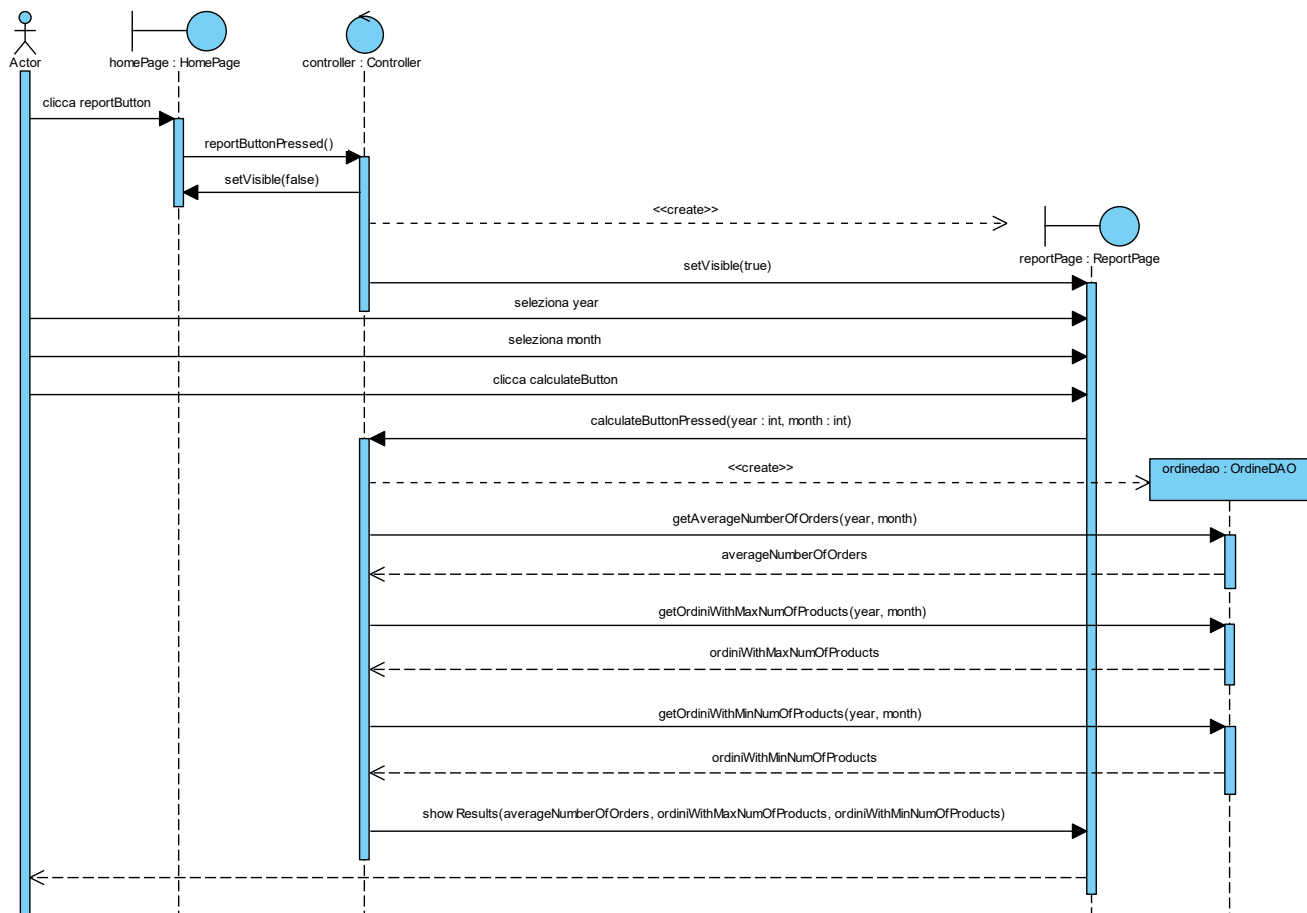 Actor
homePage : HomePage
controller : Controller
clicca reportButton
reportButtonPressed()
setVisible(false)
<<create>>
reportPage : ReportPage
setVisible(true)
seleziona year
seleziona month
clicca calculateButton
calculateButtonPressed(year : int, month : int)
<<create>>
ordinedao : OrdineDAO
getAverageNumberOfOrders(year, month)
averageNumberOfOrders
getOrdiniWithMaxNumOfProducts(year, month)
ordiniWithMaxNumOfProducts
getOrdiniWithMinNumOfProducts(year, month)
ordiniWithMinNumOfProducts
show Results(averageNumberOfOrders, ordiniWithMaxNumOfProducts, ordiniWithMinNumOfProducts)